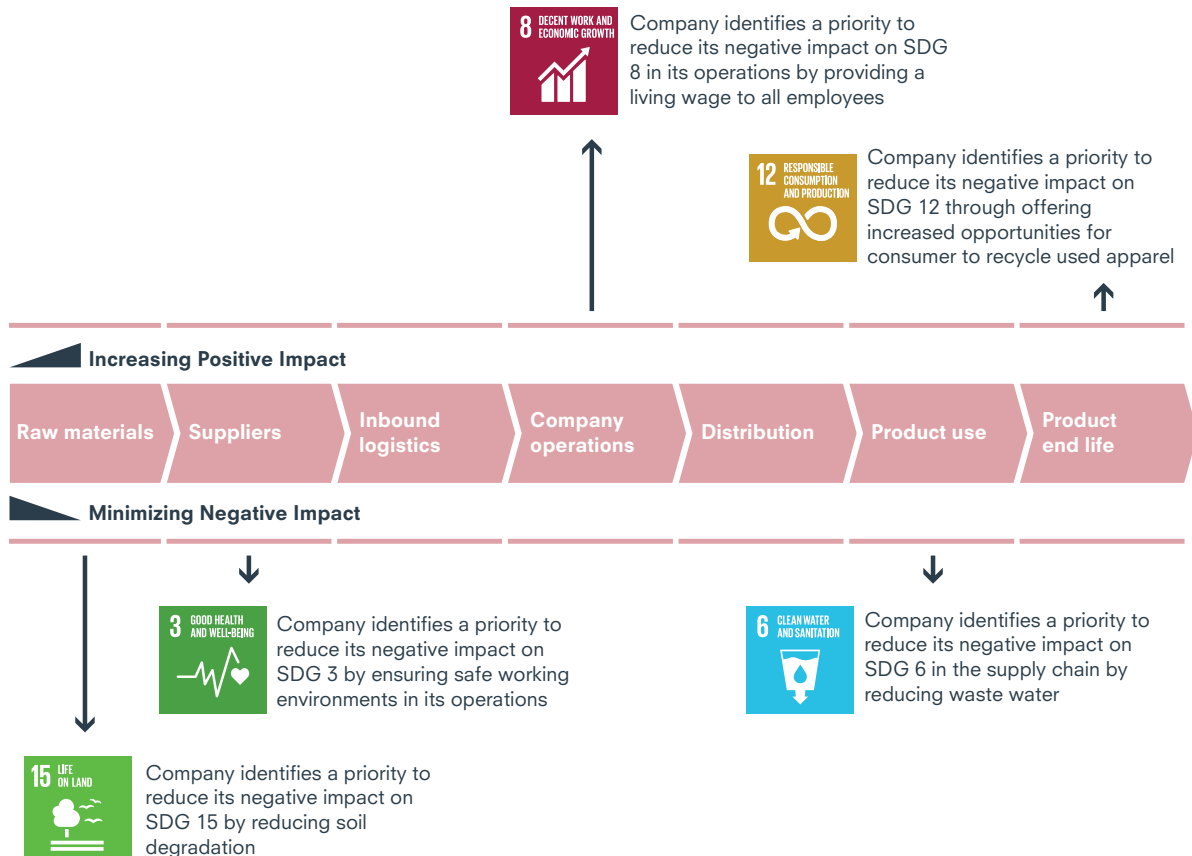 8 DECENT WORK AND
ECONOMIC GROWTH
Company identifies a priority to
reduce its negative impact on SDG
8 in its operations by providing a
living wage to all employees
12 RESPONSIBLE
CONSUMPTION
AND PRODUCTION
Company identifies a priority to
reduce its negative impact on
SDG 12 through offering
increased opportunities for
consumer to recycle used apparel
Increasing Positive Impact
Raw materials
Suppliers
Inbound
logistics
Company
operations
Distribution
Product use
Product
end life
Minimizing Negative Impact
3 GOOD HEALTH
AND WELL-BEING
Company identifies a priority to
reduce its negative impact on
SDG 3 by ensuring safe working
environments in its operations
6 CLEAN WATER
AND SANITATION
Company identifies a priority to
reduce its negative impact on
SDG 6 in the supply chain by
reducing waste water
15 LIFE
ON LAND
Company identifies a priority to
reduce its negative impact on
SDG 15 by reducing soil
degradation